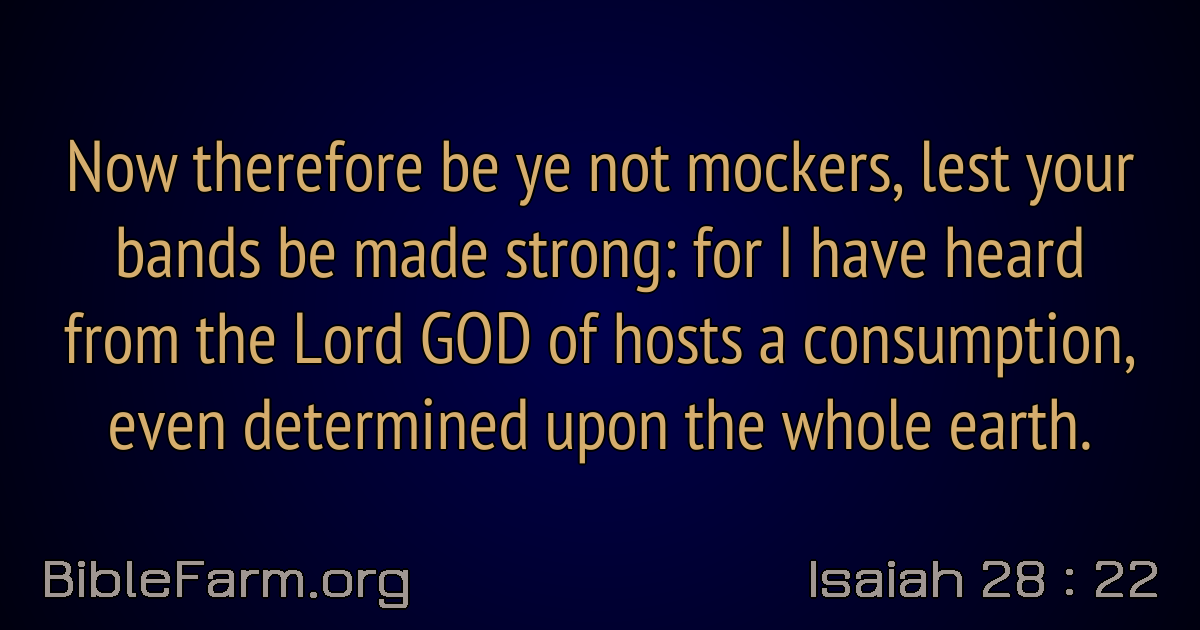 Now therefore be ye not mockers, lest your
bands be made strong: for I have heard
from the Lord GOD of hosts a consumption,
even determined upon the whole earth.
BibleFarm.org
Isaiah 28 : 22